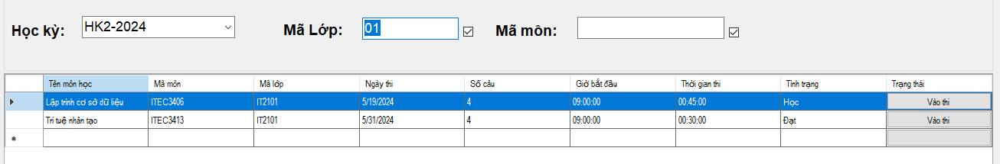 Học kỳ: HK2-2024 Mã Lớp: 01 Mã môn:
Tên môn học Mã môn Mã lớp Ngày thi Số câu Giờ bắt đầu Thời gian thi Tình trạng Trạng thái
Lập trình cơ sở dữ liệu ITEC3406 IT2101 5/19/2024 4 09:00:00 00:45:00 Học Vào thi
Trí tuệ nhân tạo ITEC3413 IT2101 5/31/2024 4 09:00:00 00:30:00 Đạt Vào thi